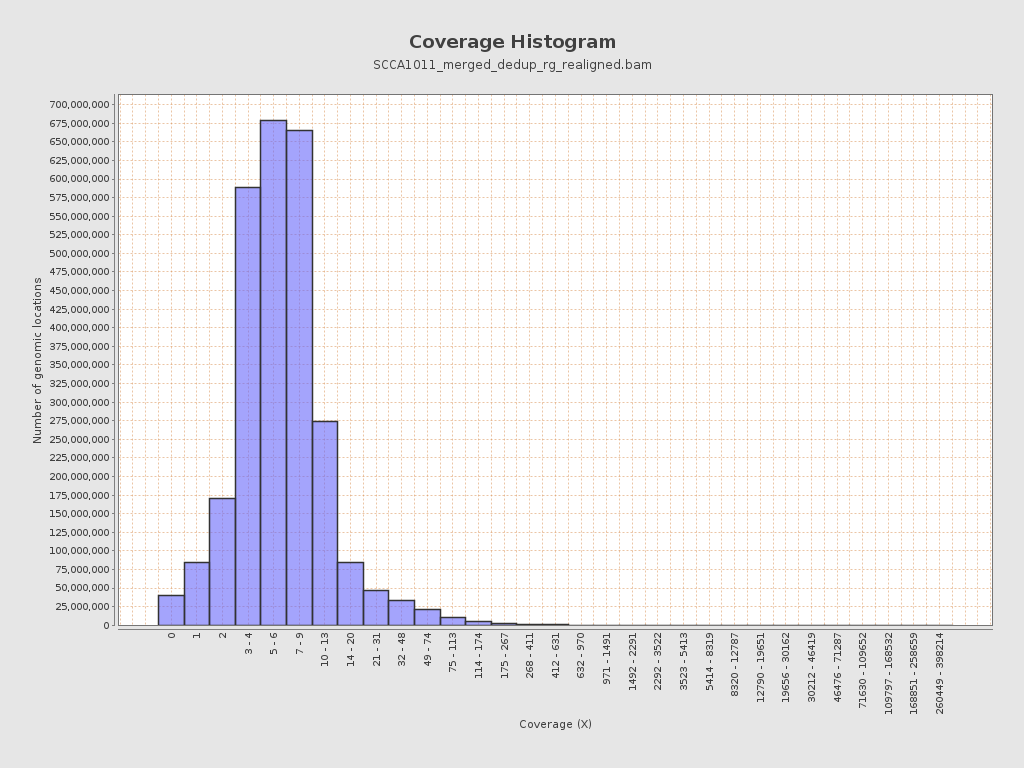 Coverage Histogram
SCCA1011_merged_dedup_rg_realigned.bam
Number of genomic locations
700,000,000
675,000,000
650,000,000
625,000,000
600,000,000
575,000,000
550,000,000
525,000,000
500,000,000
475,000,000
450,000,000
425,000,000
400,000,000
375,000,000
350,000,000
325,000,000
300,000,000
275,000,000
250,000,000
225,000,000
200,000,000
175,000,000
150,000,000
125,000,000
100,000,000
75,000,000
50,000,000
25,000,000
0
0
1
2
3 - 4
5 - 6
7 - 9
10 - 13
14 - 20
21 - 31
32 - 48
49 - 74
75 - 113
114 - 174
175 - 267
268 - 411
412 - 631
632 - 970
971 - 1491
1492 - 2291
2292 - 3522
3523 - 5413
5414 - 8319
8320 - 12787
12790 - 19651
19656 - 30162
30212 - 46419
46476 - 71287
71630 - 109652
109797 - 168532
168851 - 258659
260449 - 398214
Coverage (X)